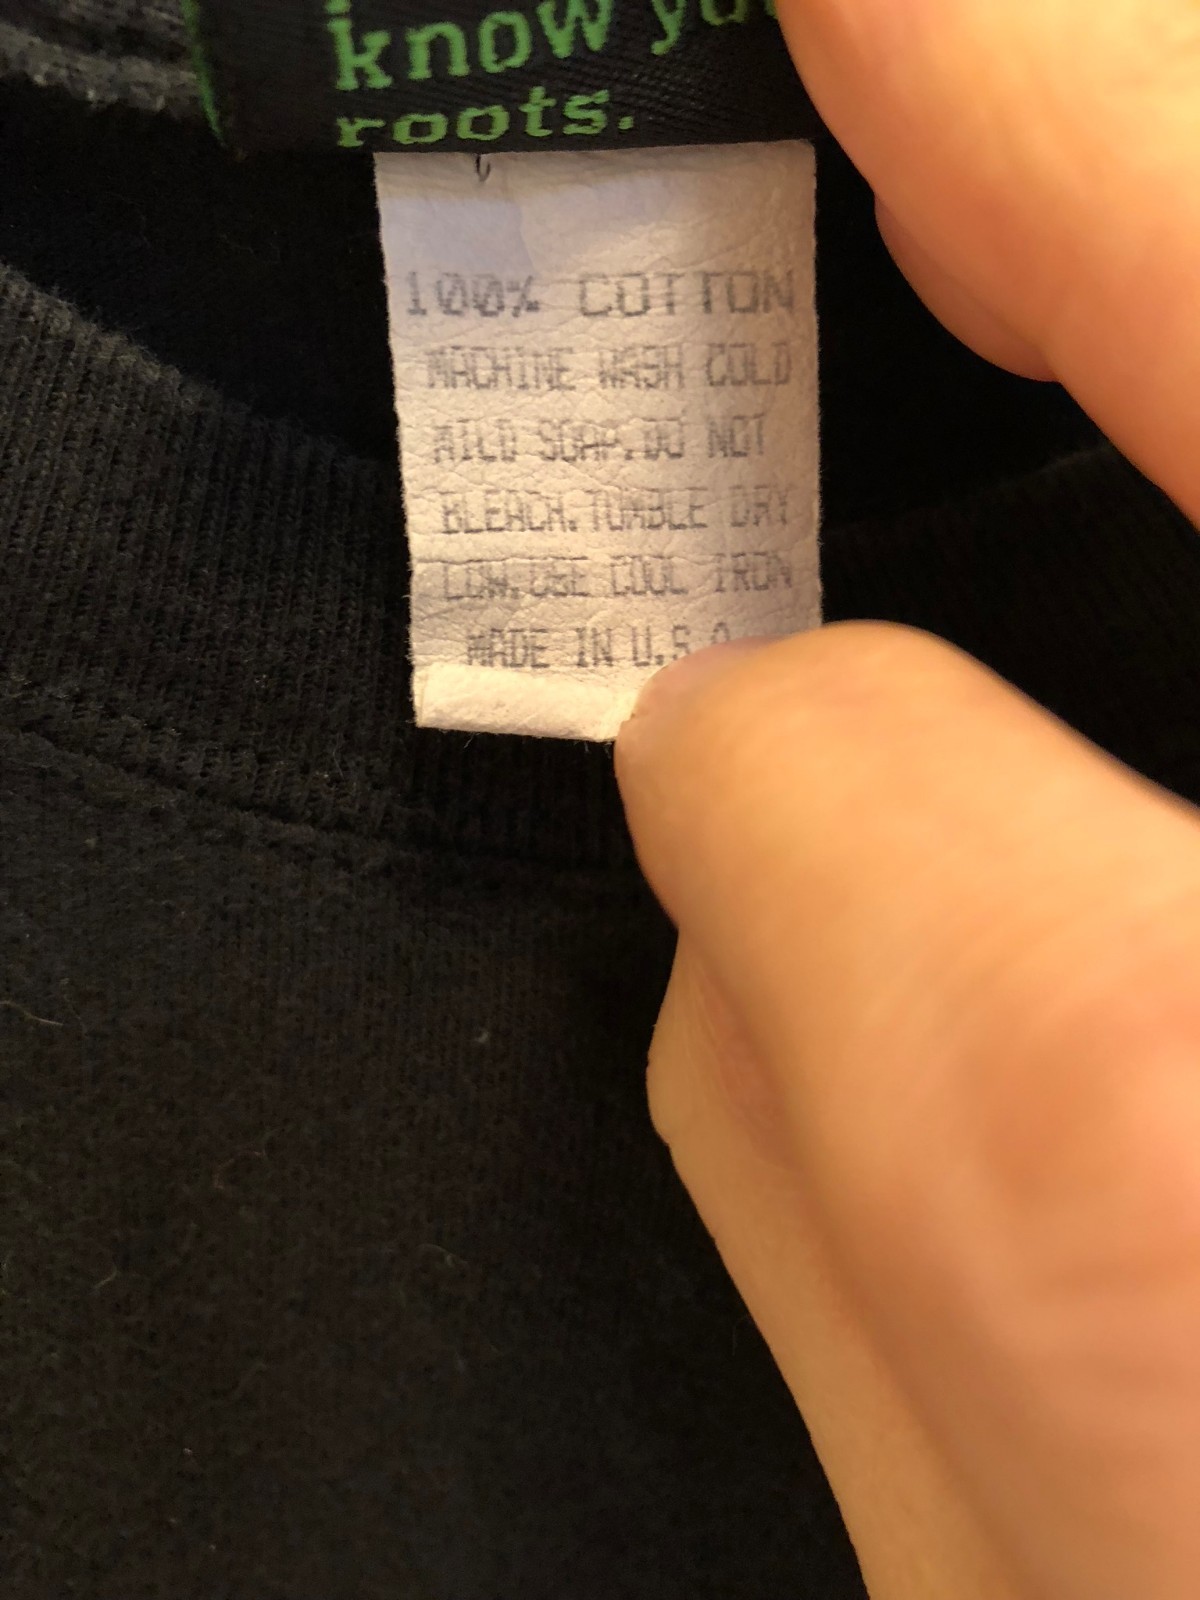 know
roots.
100% COTTON
MACHINE WASH COLD
MILD SOAP.DO NOT
BLEACH.TUMBLE DRY
LOW.USE COOL IRON
MADE IN U.S.A.